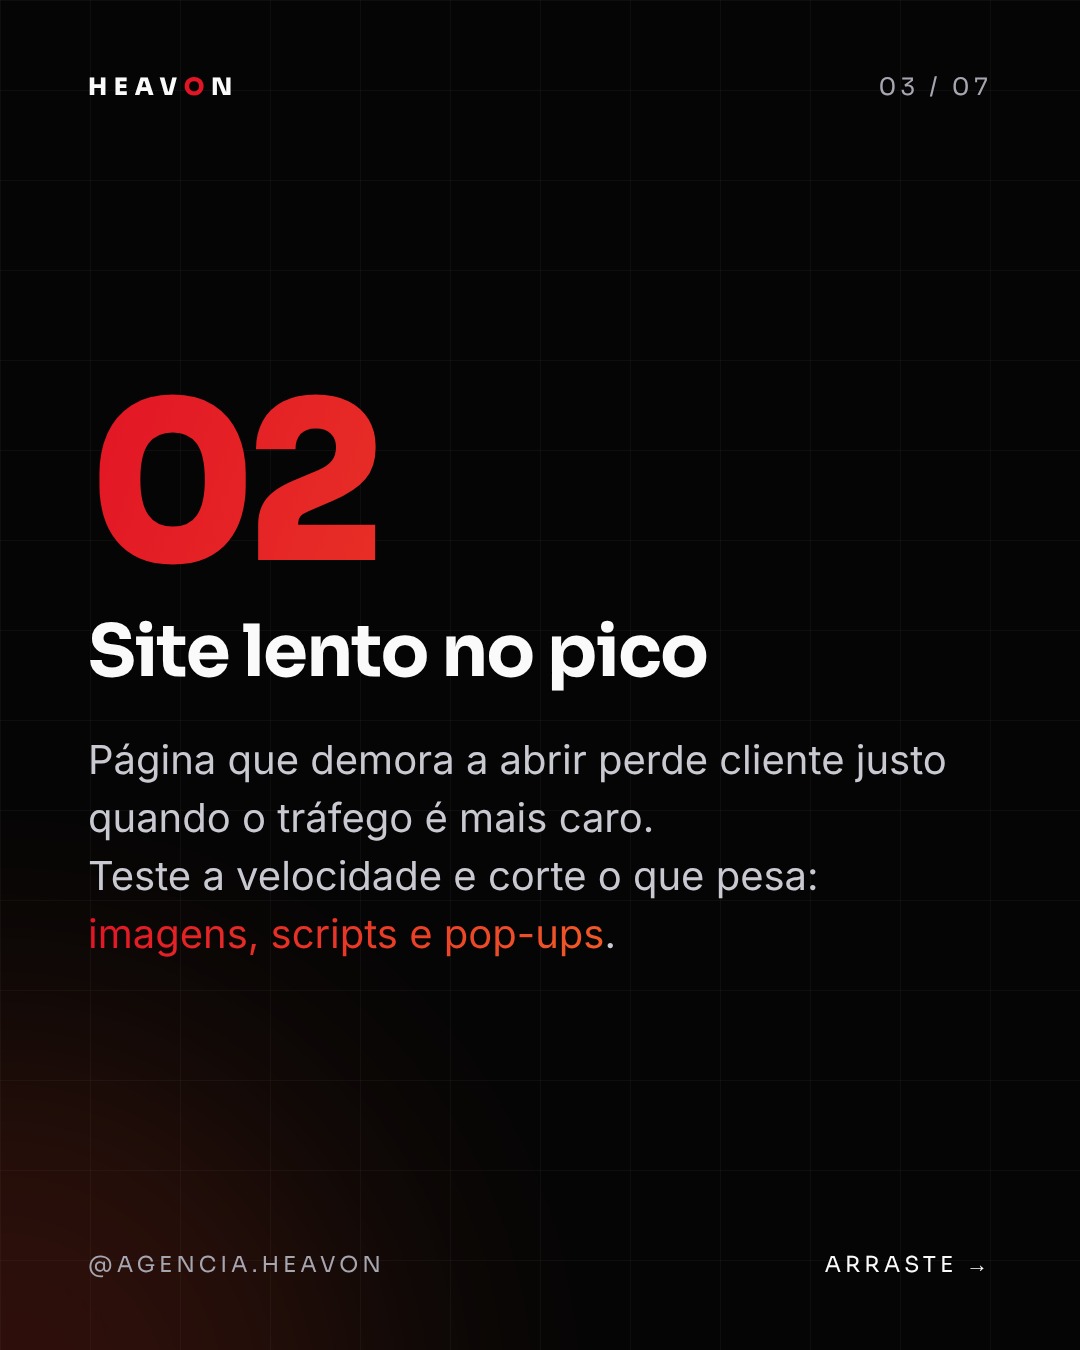 HEAVON
03 / 07
02
Site lento no pico
Página que demora a abrir perde cliente justo
quando o tráfego é mais caro.
Teste a velocidade e corte o que pesa:
imagens, scripts e pop-ups.
@AGENCIA.HEAVON
ARRASTE →